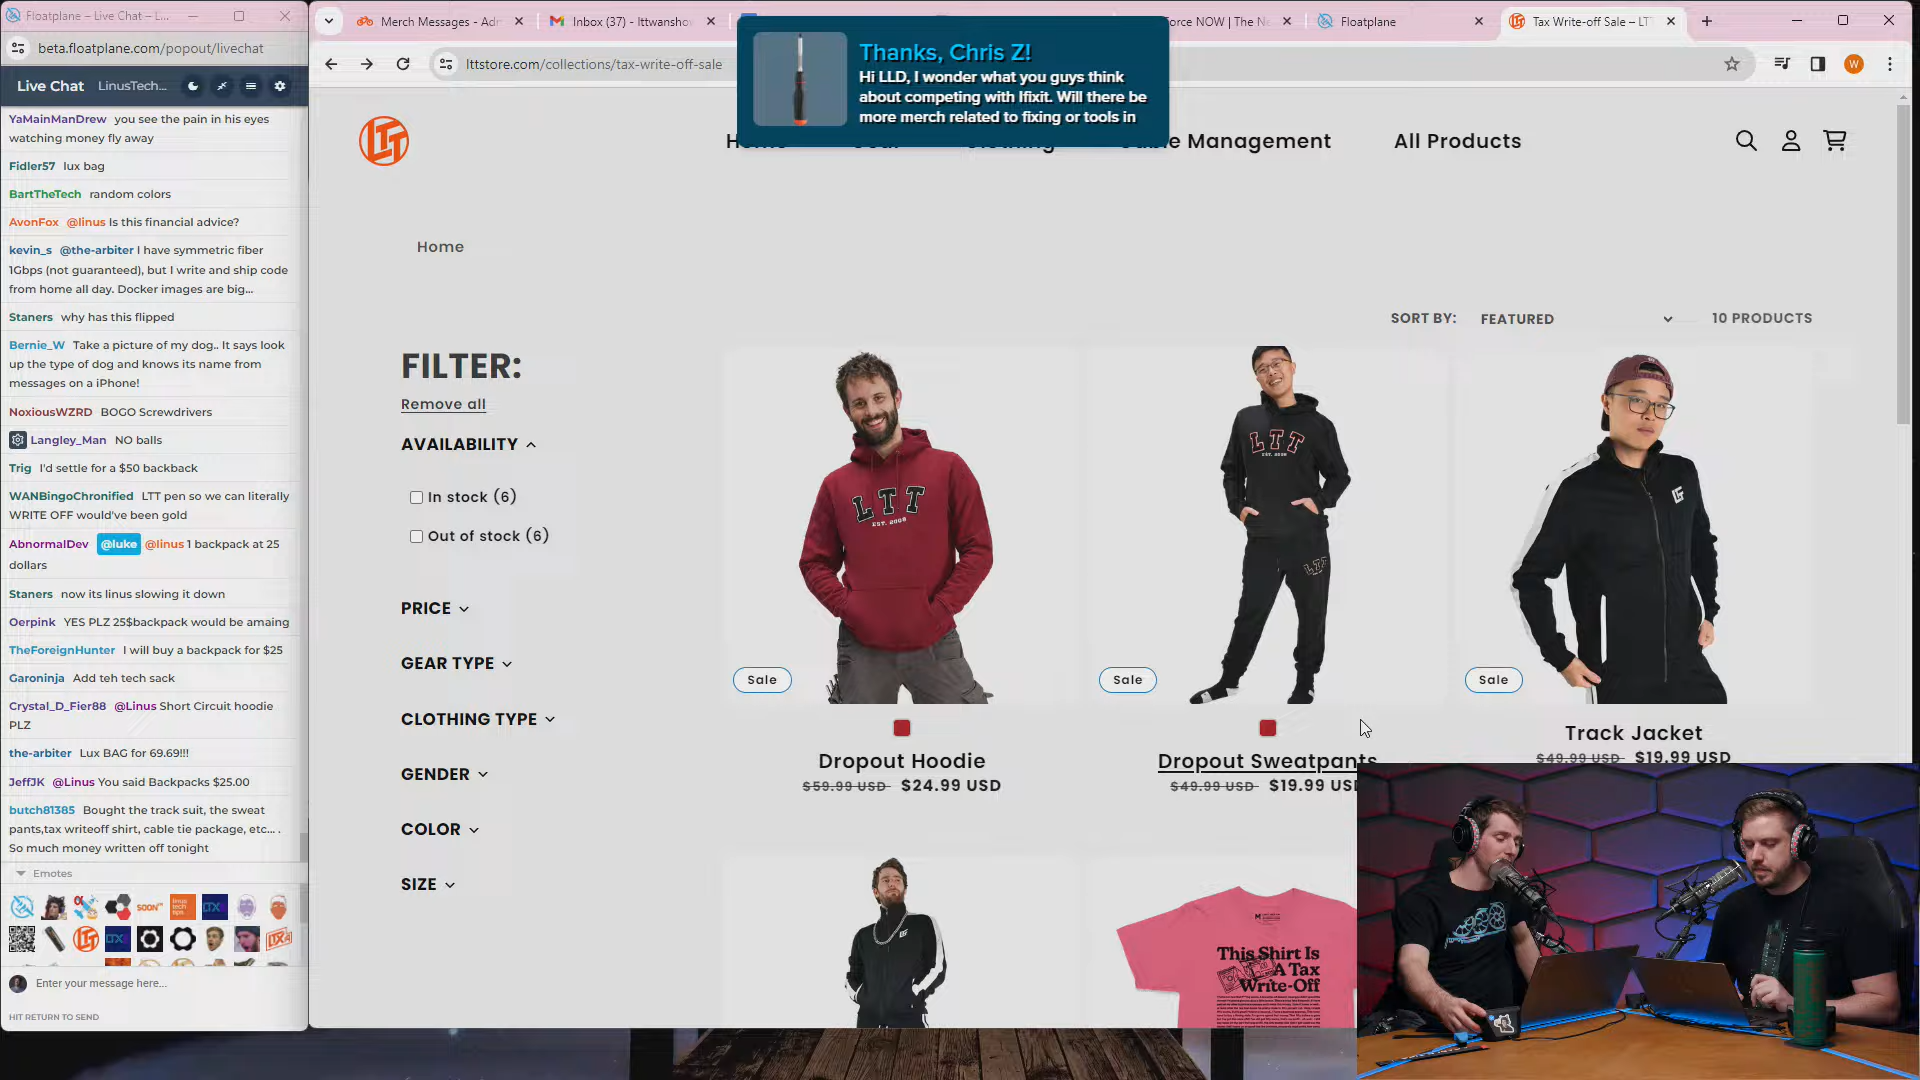 Floatplane – Live Chat – L...
beta.floatplane.com/popout/livechat
Live Chat LinusTech...
YaMainManDrew you see the pain in his eyes
watching money fly away
Fidler57 lux bag
BartTheTech random colors
AvonFox @linus Is this financial advice?
kevin_s @the-arbiter I have symmetric fiber
1Gbps (not guaranteed), but I write and ship code
from home all day. Docker images are big...
Staners why has this flipped
Bernie_W Take a picture of my dog.. It says look
up the type of dog and knows its name from
messages on a iPhone!
NoxiousWZRD BOGO Screwdrivers
Langley_Man NO balls
Trig I'd settle for a $50 backback
WANBingoChronified LTT pen so we can literally
WRITE OFF would've been gold
AbnormalDev @luke @linus 1 backpack at 25
dollars
Staners now its linus slowing it down
Oerpink YES PLZ 25$backpack would be amaing
TheForeignHunter I will buy a backpack for $25
Garoninja Add teh tech sack
Crystal_D_Fier88 @Linus Short Circuit hoodie
PLZ
the-arbiter Lux BAG for 69.69!!!
JeffJK @Linus You said Backpacks $25.00
butch81385 Bought the track suit, the sweat
pants,tax writeoff shirt, cable tie package, etc... .
So much money written off tonight
Emotes
SOON
Enter your message here...
HIT RETURN TO SEND
Merch Messages - Adm
Inbox (37) - lttwansho
Force NOW | The Ne
Floatplane
Tax Write-off Sale – LT
lttstore.com/collections/tax-write-off-sale
W
Thanks, Chris Z!
Hi LLD, I wonder what you guys think
about competing with Ifixit. Will there be
more merch related to fixing or tools in
LTT
Home Gear Clothing Cable Management All Products
Home
SORT BY: FEATURED 10 PRODUCTS
FILTER:
Remove all
AVAILABILITY
In stock (6)
Out of stock (6)
PRICE
GEAR TYPE
CLOTHING TYPE
GENDER
COLOR
SIZE
LTT
EST. 2008
Sale
Dropout Hoodie
$59.99 USD $24.99 USD
LTT
EST. 2008
LTT
Sale
Dropout Sweatpants
$49.99 USD $19.99 USD
Sale
Track Jacket
$49.99 USD $19.99 USD
This Shirt Is
A Tax
Write-Off